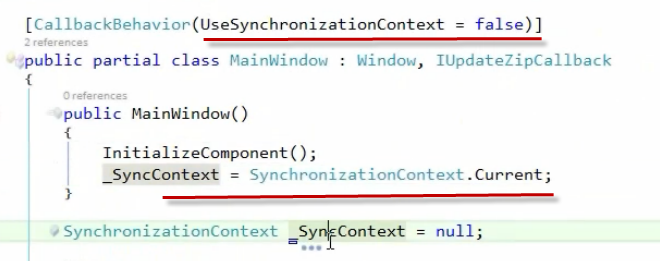 [CallbackBehavior(UseSynchronizationContext = false)]
2 references
public partial class MainWindow : Window, IUpdateZipCallback
{
0 references
public MainWindow()
{
InitializeComponent();
_SyncContext = SynchronizationContext.Current;
}
SynchronizationContext _SyncContext = null;